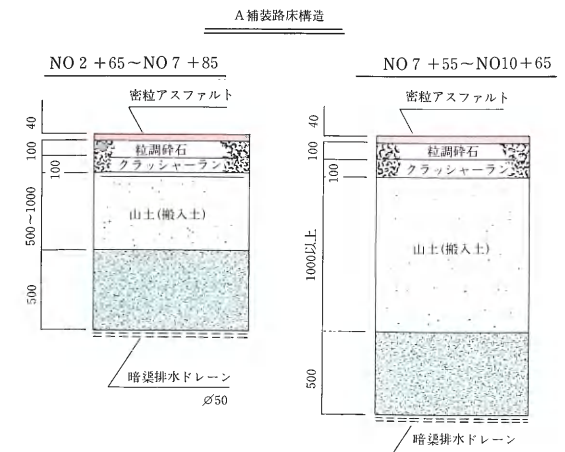 A補装路床構造
NO 2 +65～NO 7 +85
密粒アスファルト
40
100
100
500～1000
500
粒調砕石
クラッシャーラン
山土(搬入土)
暗渠排水ドレーン
∅50
NO 7 +55～NO10+65
密粒アスファルト
40
100
100
1000以上
500
粒調砕石
クラッシャーラン
山土(搬入土)
暗渠排水ドレーン